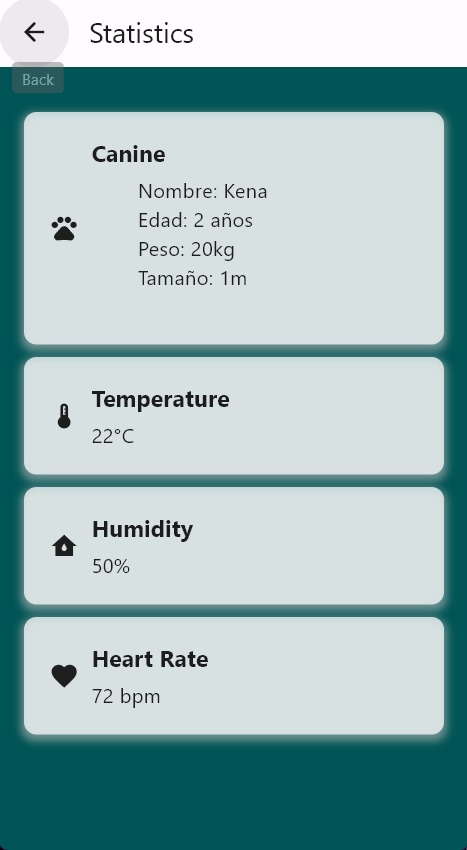 Statistics
Back
Canine
Nombre: Kena
Edad: 2 años
Peso: 20kg
Tamaño: 1m
Temperature
22°C
Humidity
50%
Heart Rate
72 bpm